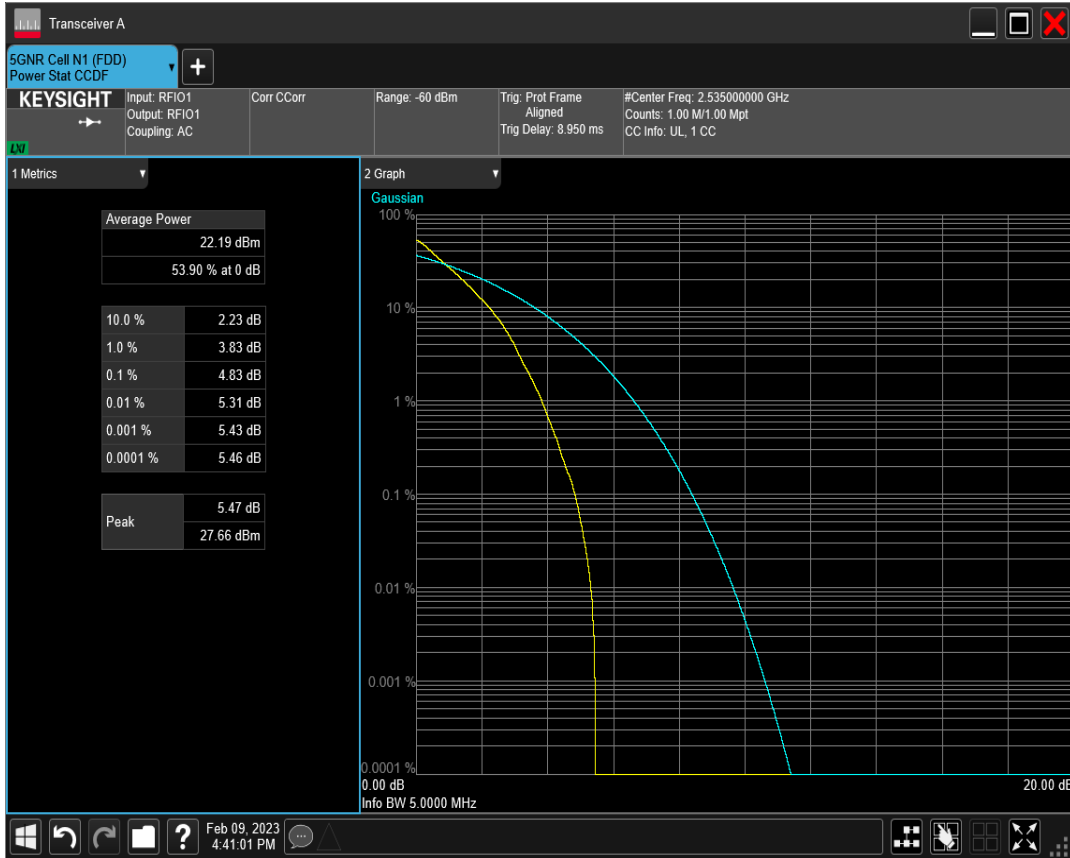 Transceiver A
5GNR Cell N1 (FDD)
Power Stat CCDF
KEYSIGHT
LXI
Input: RFIO1
Output: RFIO1
Coupling: AC
Corr CCorr
Range: -60 dBm
Trig: Prot Frame
Aligned
Trig Delay: 8.950 ms
#Center Freq: 2.535000000 GHz
Counts: 1.00 M/1.00 Mpt
CC Info: UL, 1 CC
1 Metrics
Average Power
22.19 dBm
53.90 % at 0 dB
10.0 % 2.23 dB
1.0 % 3.83 dB
0.1 % 4.83 dB
0.01 % 5.31 dB
0.001 % 5.43 dB
0.0001 % 5.46 dB
Peak
5.47 dB
27.66 dBm
2 Graph
Gaussian
100 %
10 %
1 %
0.1 %
0.01 %
0.001 %
0.0001 %
0.00 dB 20.00 dB
Info BW 5.0000 MHz
Feb 09, 2023
4:41:01 PM